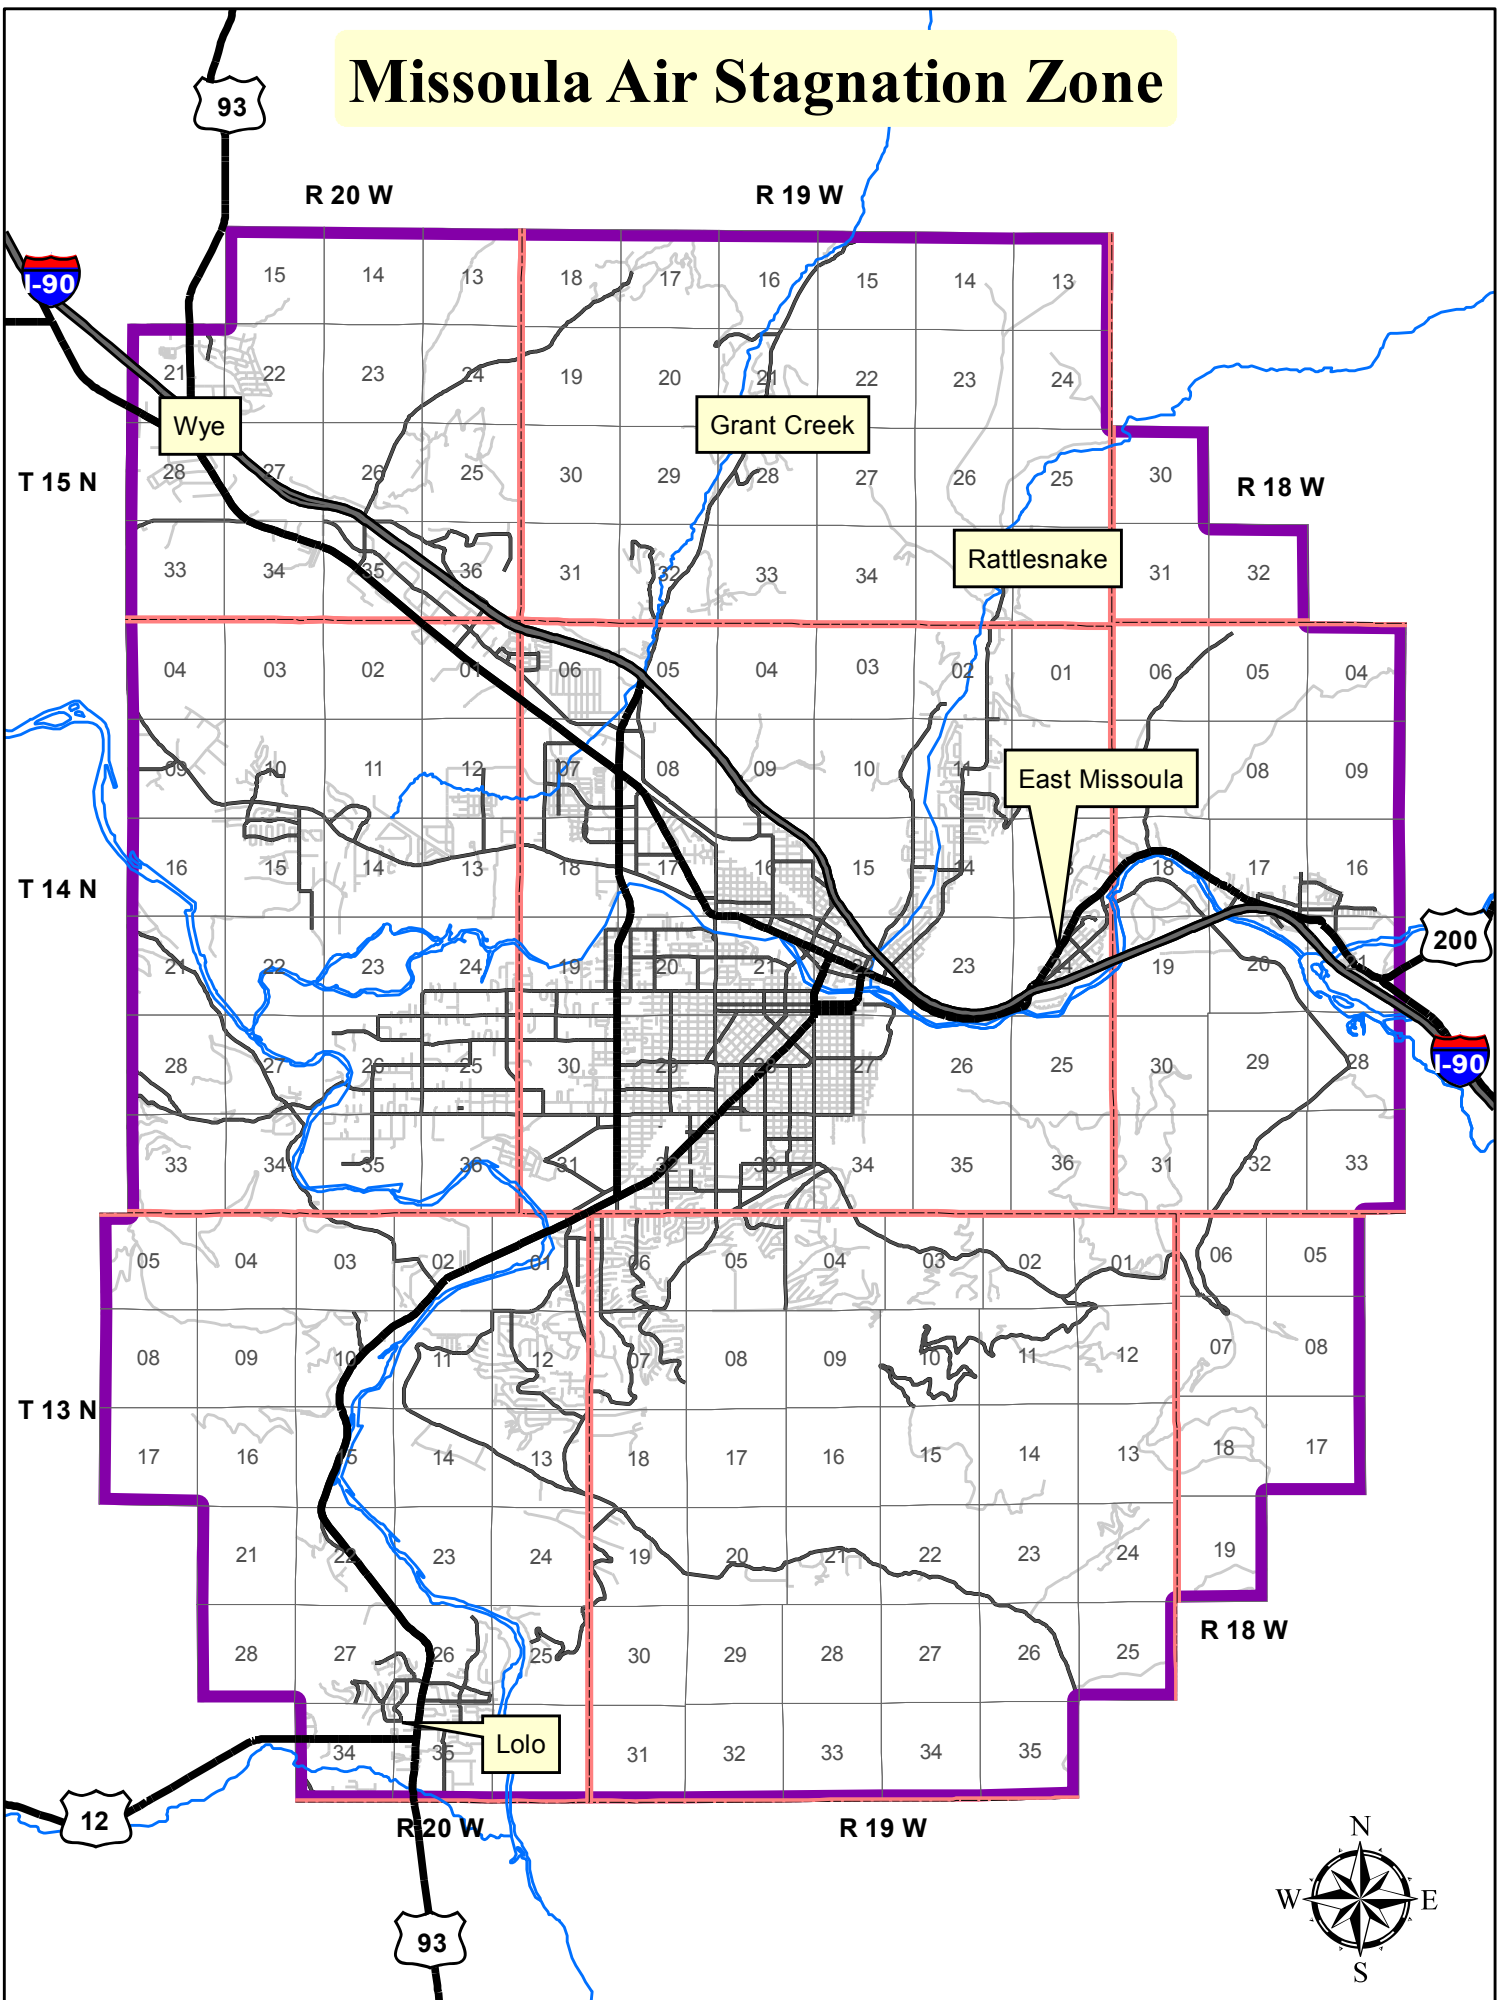 93
Missoula Air Stagnation Zone
R 20 W
R 19 W
I-90
15 14 13 18 17 16 15 14 13
21 22 23 24 19 20 21 22 23 24
Wye
Grant Creek
T 15 N
28 27 26 25 30 29 28 27 26 25 30
R 18 W
Rattlesnake
33 34 35 36 31 32 33 34 31 32
04 03 02 01 06 05 04 03 02 01 06 05 04
09 10 11 12 07 08 09 10 11 08 09
East Missoula
16 15 14 13 18 17 16 15 14 18 17 16
T 14 N
200
21 22 23 24 19 20 21 23 24 19 20 21
28 27 26 25 30 29 28 27 26 25 30 29 28
I-90
33 34 35 36 31 32 33 34 35 36 31 32 33
05 04 03 02 01 06 05 04 03 02 01 06 05
08 09 10 11 12 07 08 09 10 11 12 07 08
T 13 N
17 16 15 14 13 18 17 16 15 14 13 18 17
21 22 23 24 19 20 21 22 23 24 19
R 18 W
28 27 26 25 30 29 28 27 26 25
Lolo
34 35 31 32 33 34 35
12
R 20 W
R 19 W
93
N
W E
S